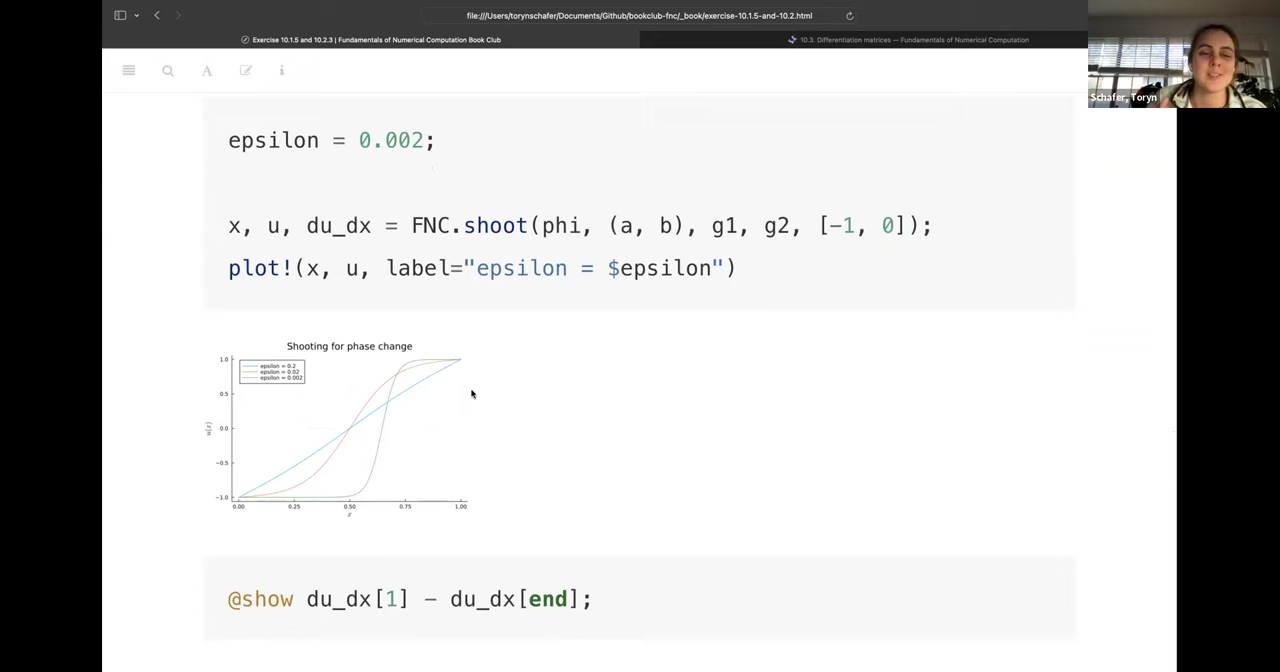 file:///Users/torynschafer/Documents/Github/bookclub-fnc/_book/exercise-10.1.5-and-10.2.html
Exercise 10.1.5 and 10.2.3 | Fundamentals of Numerical Computation Book Club
10.3. Differentiation matrices — Fundamentals of Numerical Computation
Schafer, Toryn
epsilon = 0.002;
x, u, du_dx = FNC.shoot(phi, (a, b), g1, g2, [-1, 0]);
plot!(x, u, label="epsilon = $epsilon")
Shooting for phase change
1.0
0.5
0.0
-0.5
-1.0
u(x)
epsilon = 0.2
epsilon = 0.02
epsilon = 0.002
0.00 0.25 0.50 0.75 1.00
x
@show du_dx[1] - du_dx[end];